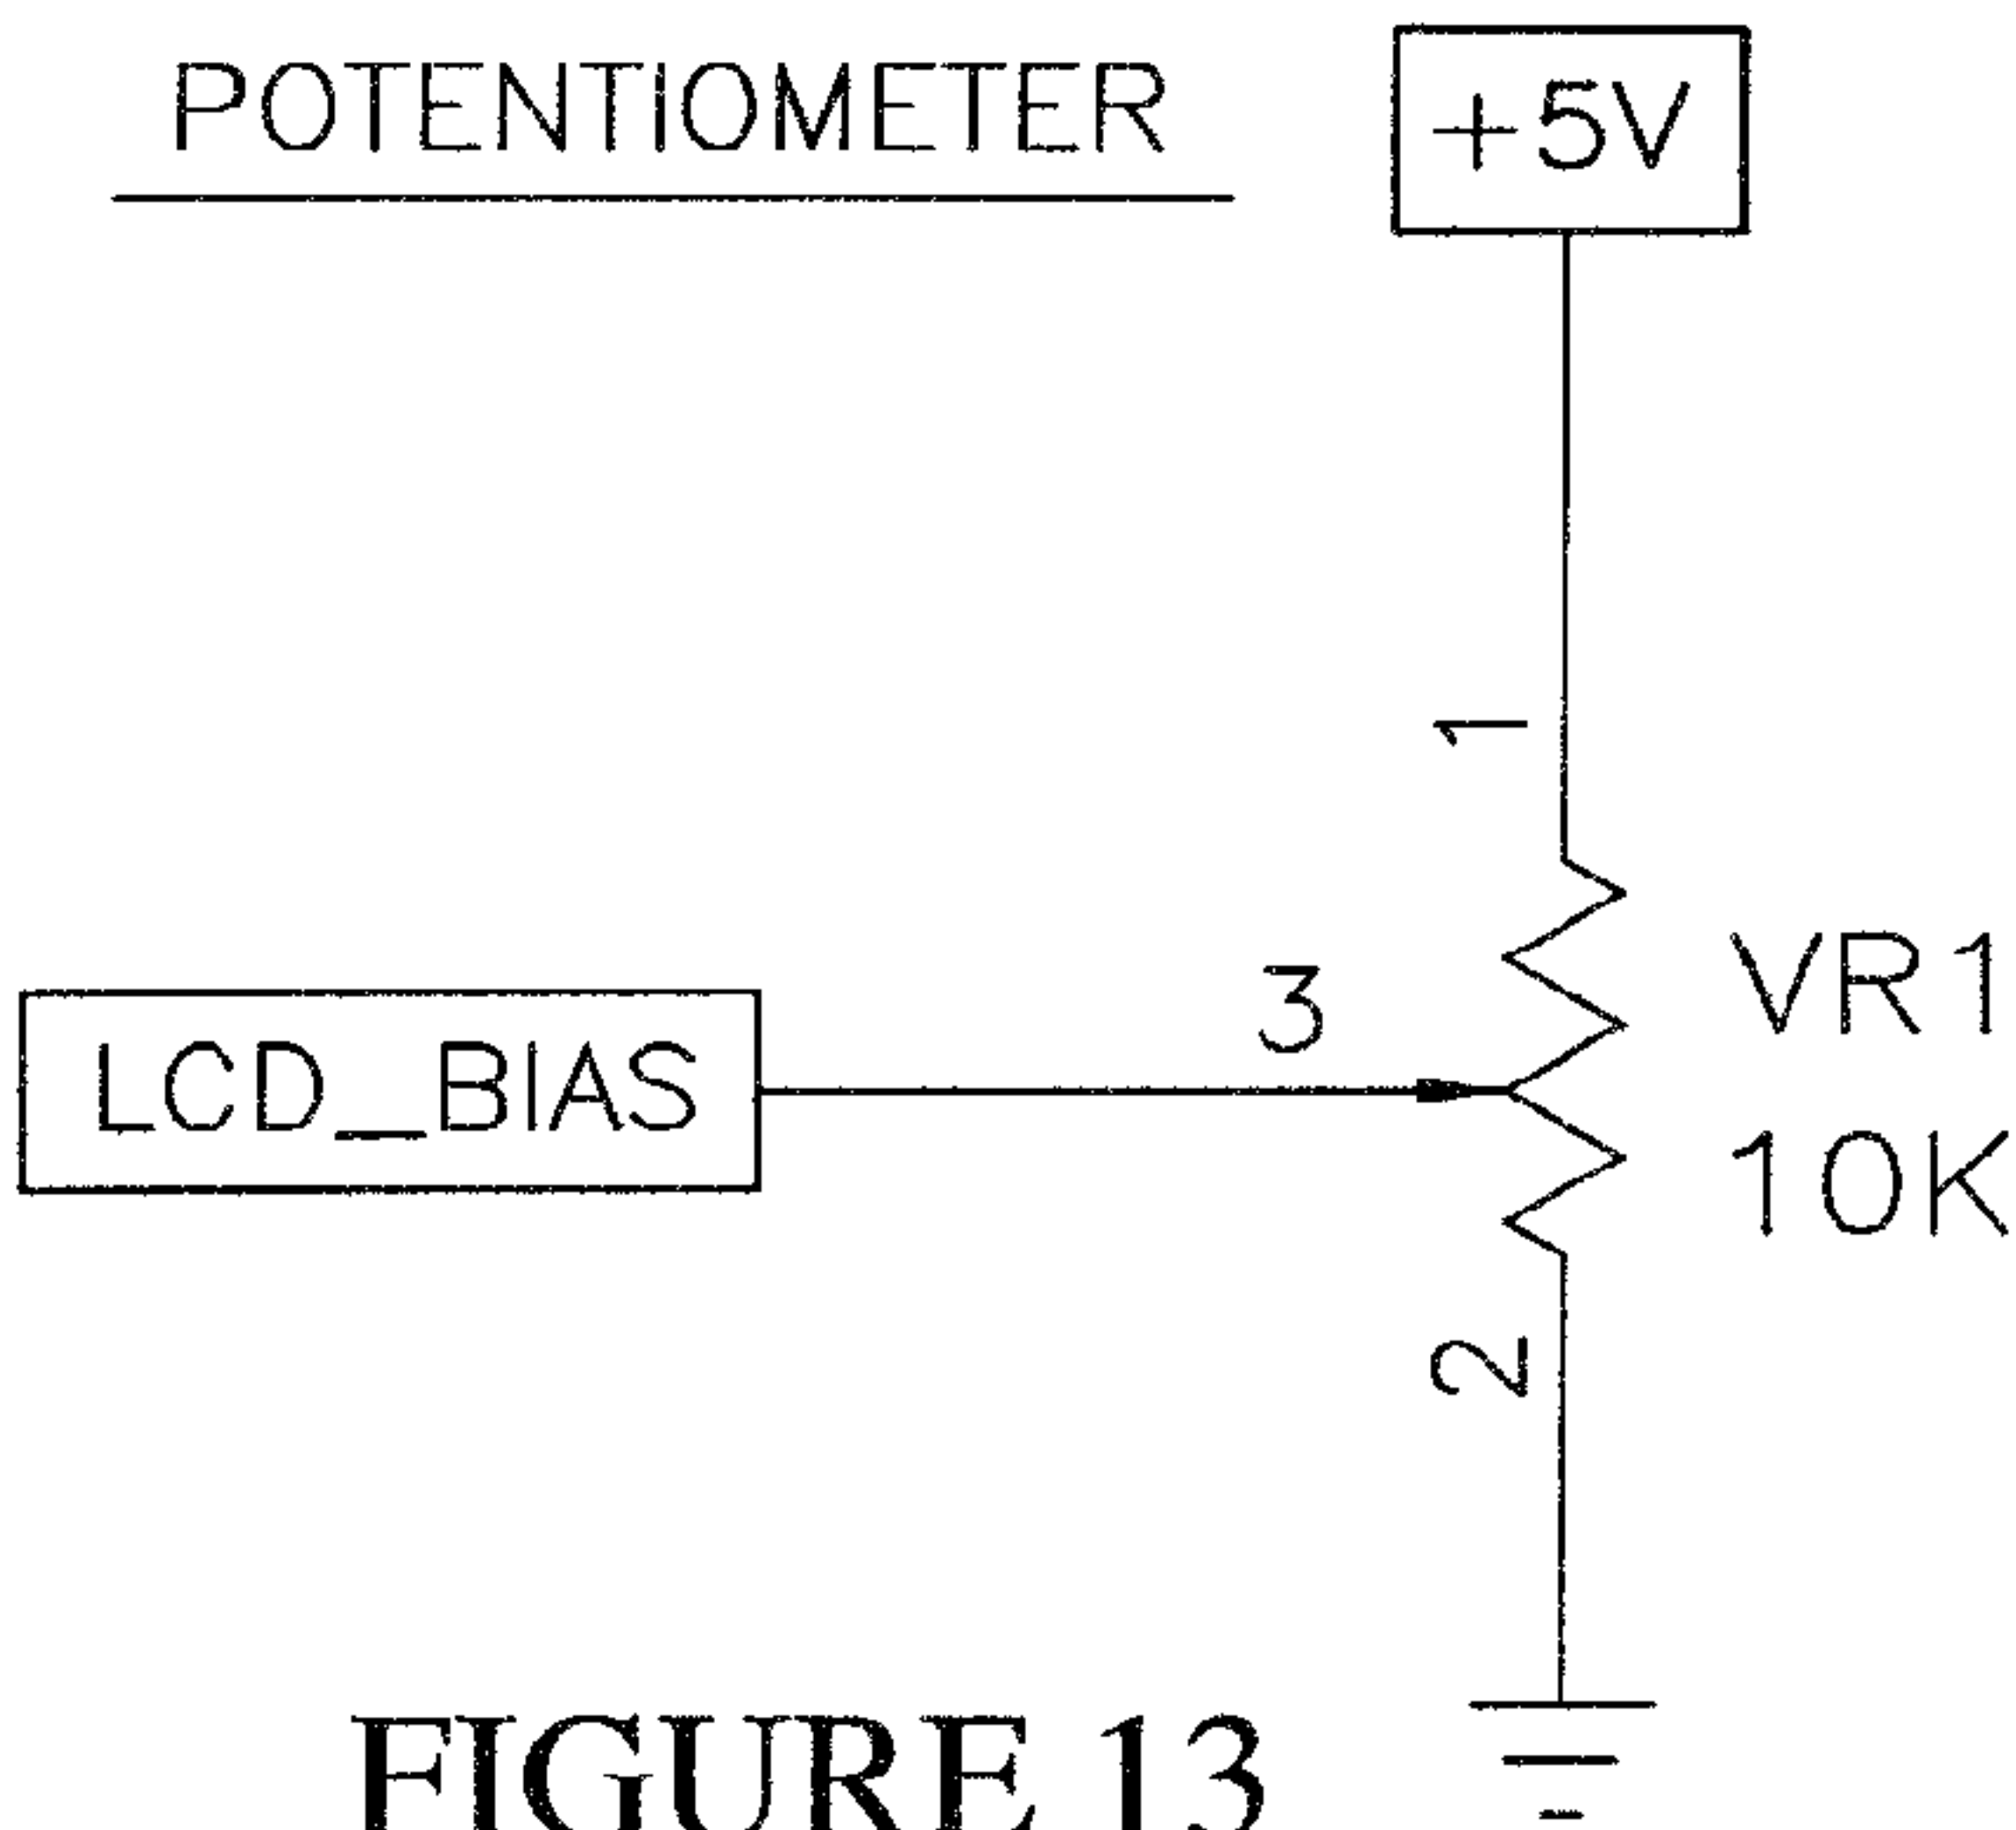 POTENTIOMETER
+5V
1
3
VR1
LCD_BIAS
10K
2
FIGURE 13